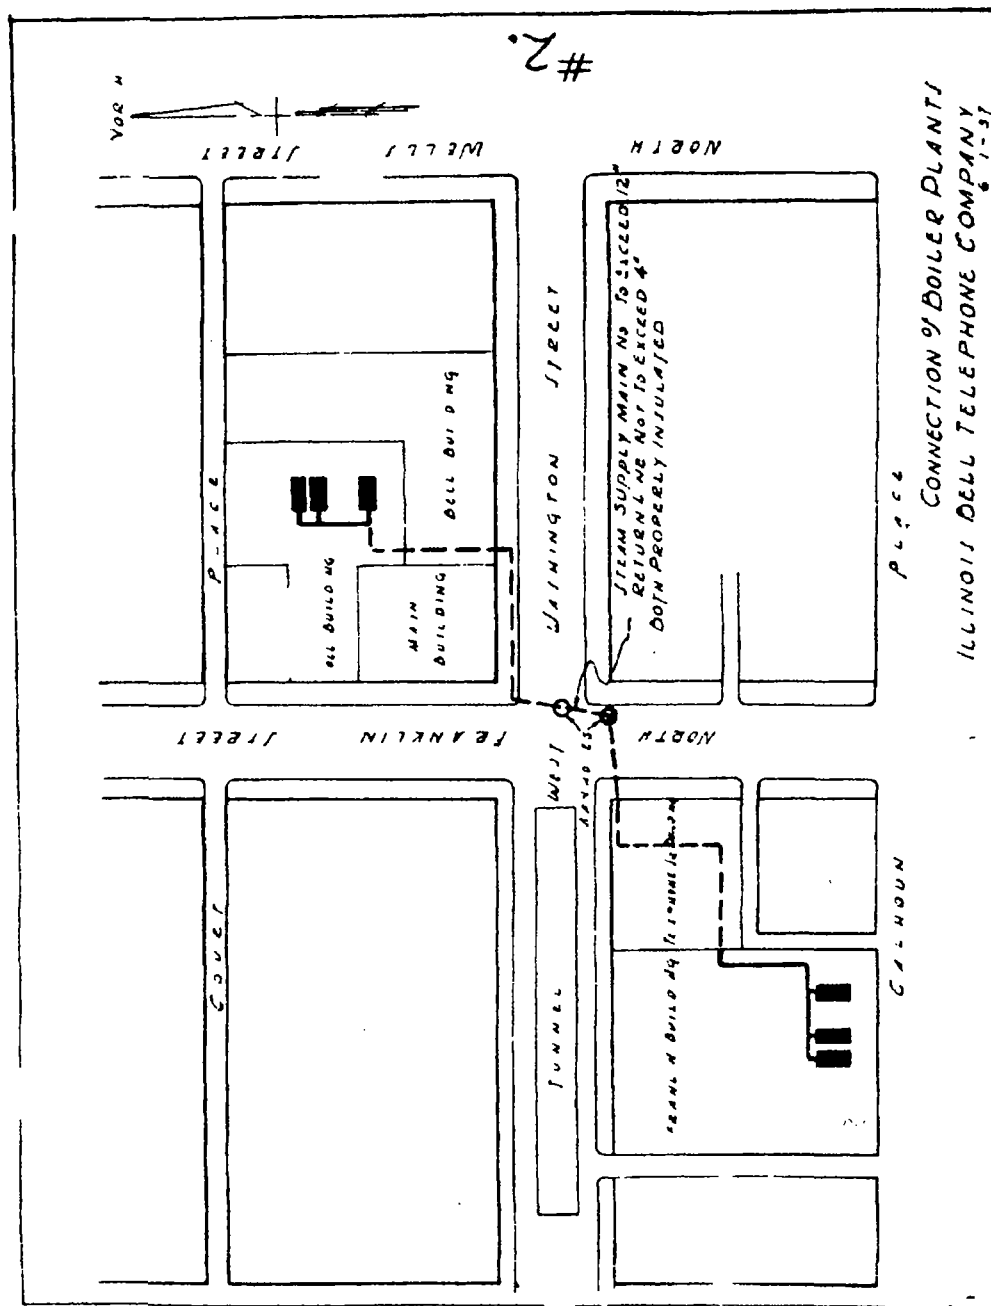 #2.
NORTH WELLS STREET
STEAM SUPPLY MAIN NOT TO EXCEED 12"
RETURN LINE NOT TO EXCEED 4"
BOTH PROPERLY INSULATED
WEST WASHINGTON STREET
BELL BUILDING
MAIN
BUILDING
BUILDING
COURT PLACE
NORTH FRANKLIN STREET
TUNNEL
CALHOUN PLACE
CONNECTION of BOILER PLANTS
ILLINOIS BELL TELEPHONE COMPANY